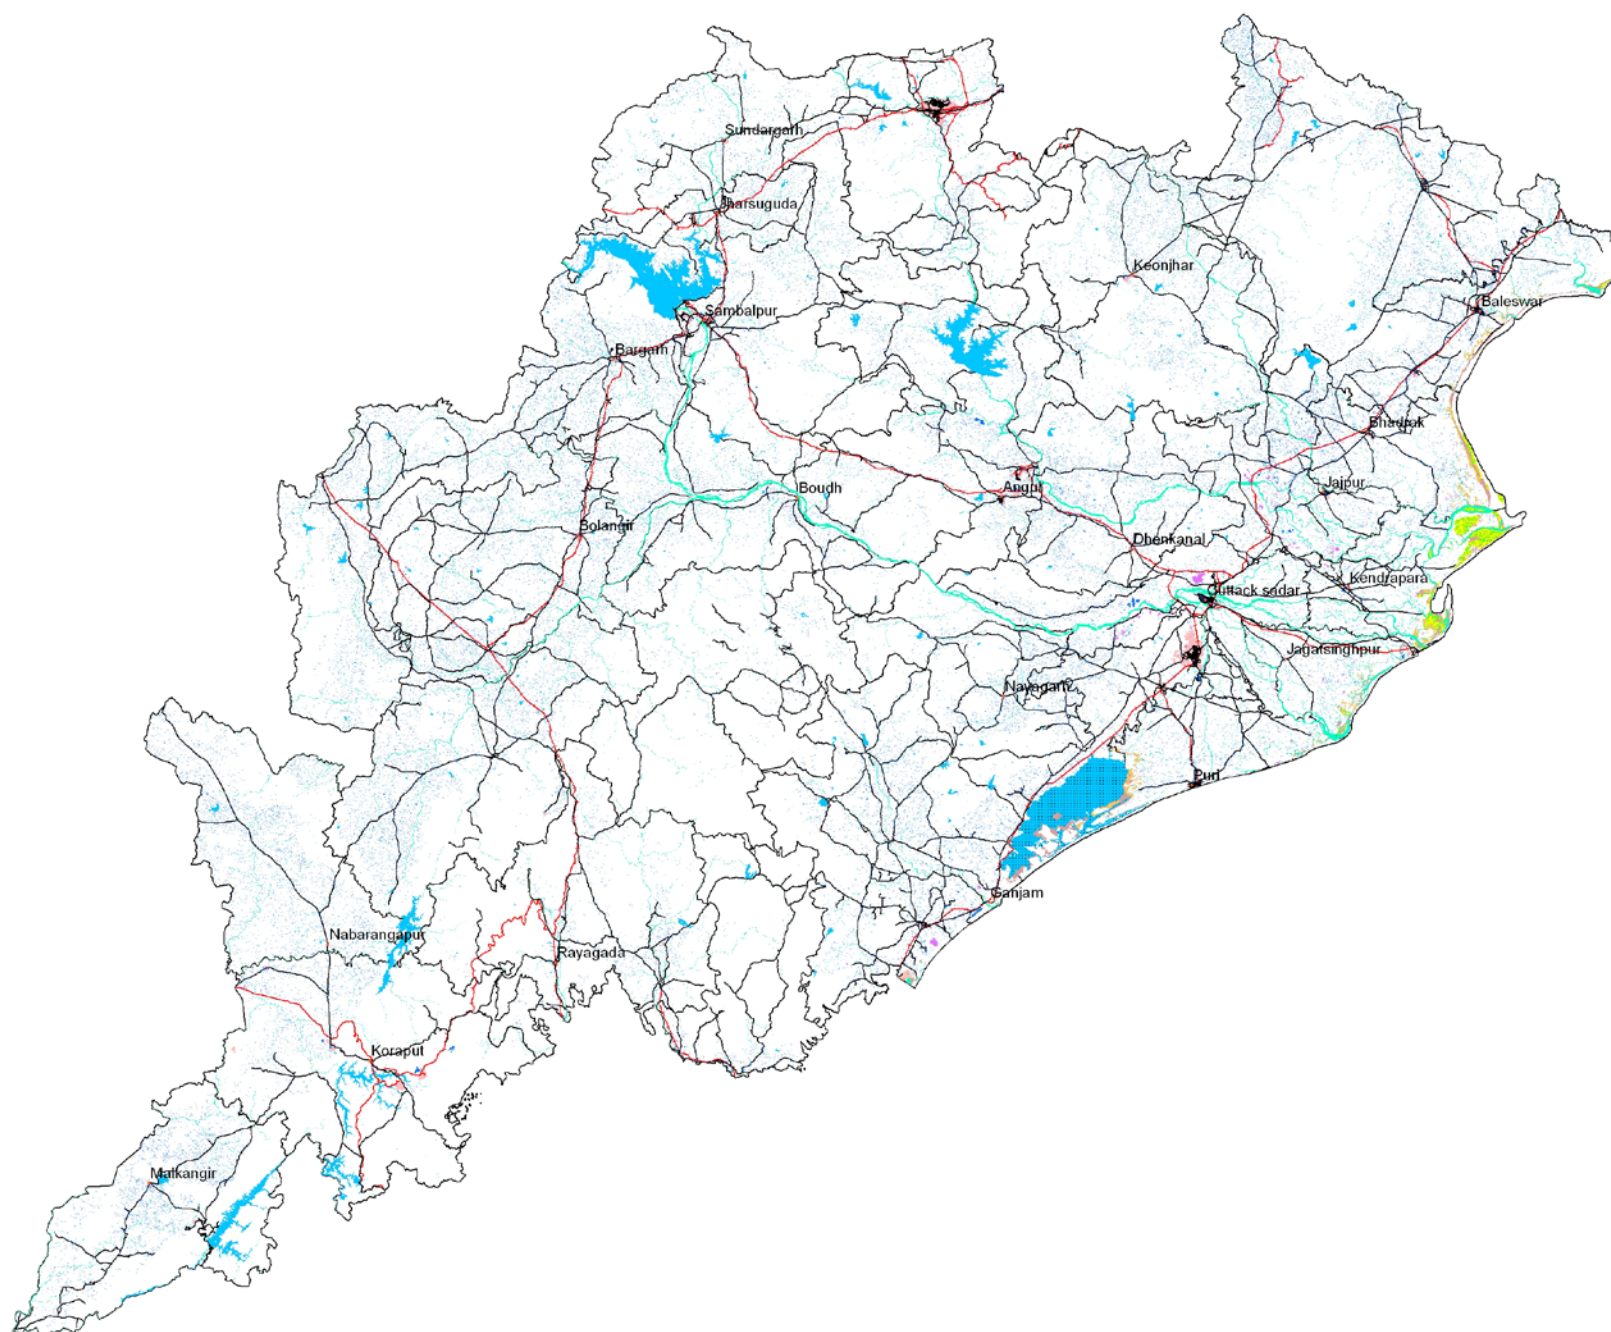 Sundargarh
Jharsuguda
Keonjhar
Baleswar
Sambalpur
Bargarh
Bhadrak
Jajpur
Boudh
Angul
Bolangir
Dhenkanal
Kendrapara
Cuttack sadar
Jagatsinghpur
Nayagarh
Puri
Ganjam
Nabarangapur
Rayagada
Koraput
Malkangir